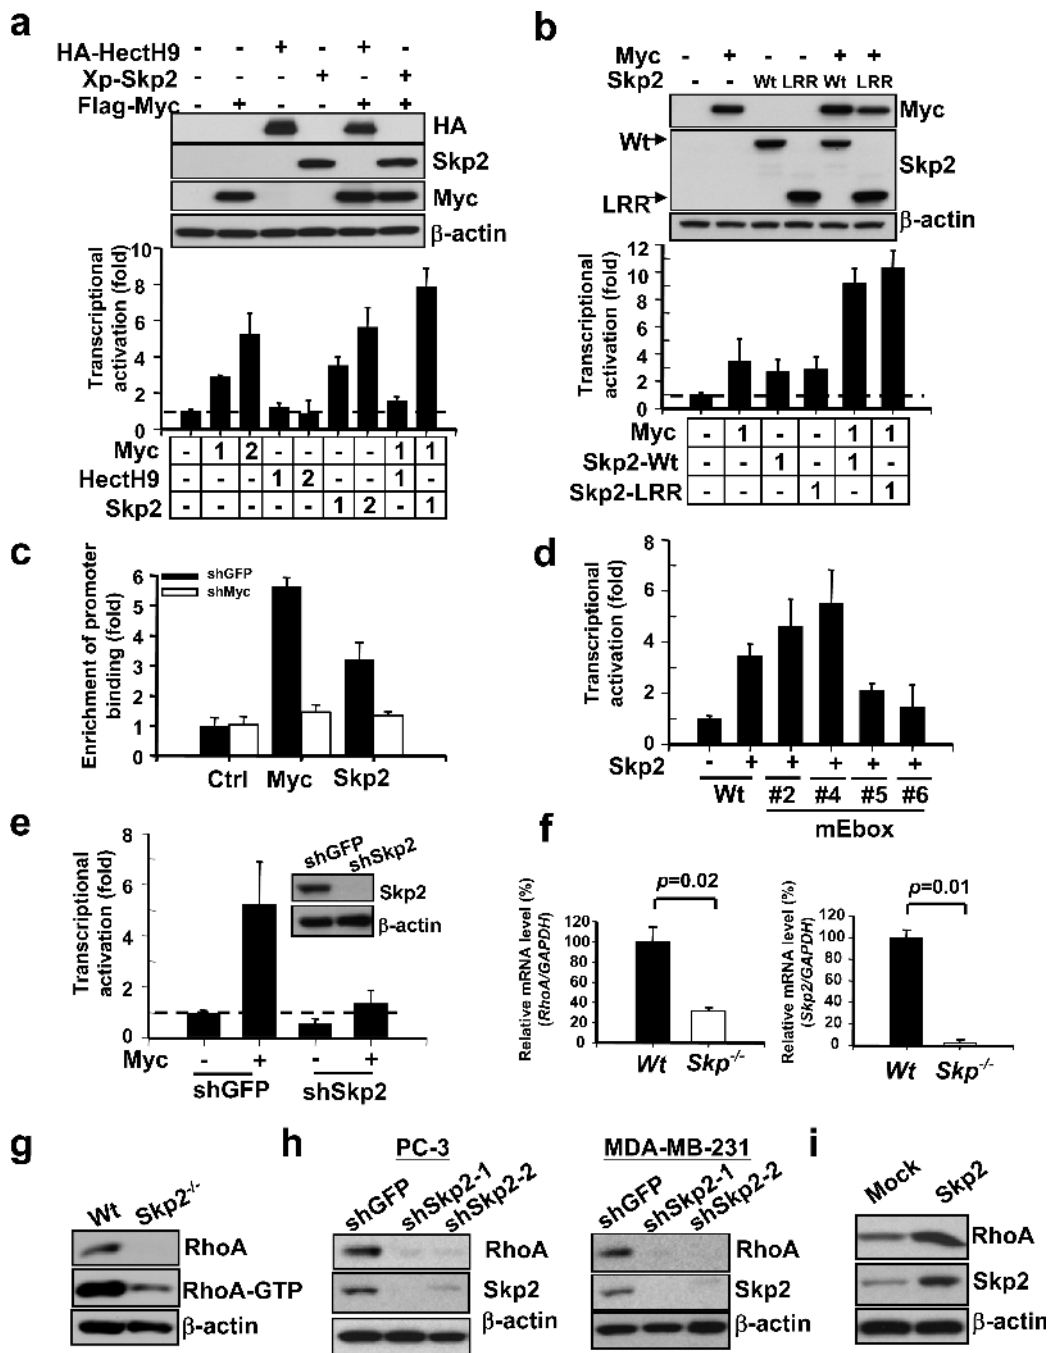 a
HA-HectH9 - - + - + -
Xp-Skp2 - - - + - +
Flag-Myc - + - - + +
HA
Skp2
Myc
β-actin
Transcriptional
activation (fold)
10
8
6
4
2
0
Myc - 1 2 - - - - 1 1
HectH9 - - - 1 2 - - 1 -
Skp2 - - - - - 1 2 - 1
b
Myc - + - - + +
Skp2 - - Wt LRR Wt LRR
Myc
Wt
Skp2
LRR
β-actin
Transcriptional
activation (fold)
12
10
8
6
4
2
0
Myc - 1 - - 1 1
Skp2-Wt - - 1 - 1 -
Skp2-LRR - - - 1 - 1
c
Enrichment of promoter
binding (fold)
6
5
4
3
2
1
0
shGFP
shMyc
Ctrl Myc Skp2
d
Transcriptional
activation (fold)
8
6
4
2
0
Skp2 - + + + + +
Wt #2 #4 #5 #6
mEbox
e
Transcriptional
activation (fold)
8
6
4
2
0
shGFP shSkp2
Skp2
β-actin
Myc - + - +
shGFP shSkp2
f
Relative mRNA level (%)
(RhoA/GAPDH)
120
100
80
60
40
20
0
p=0.02
Wt Skp-/-
Relative mRNA level (%)
(Skp2/GAPDH)
120
100
80
60
40
20
0
p=0.01
Wt Skp-/-
g
Wt Skp2-/-
RhoA
RhoA-GTP
β-actin
h
PC-3
shGFP shSkp2-1 shSkp2-2
RhoA
Skp2
β-actin
MDA-MB-231
shGFP shSkp2-1 shSkp2-2
RhoA
Skp2
β-actin
i
Mock Skp2
RhoA
Skp2
β-actin